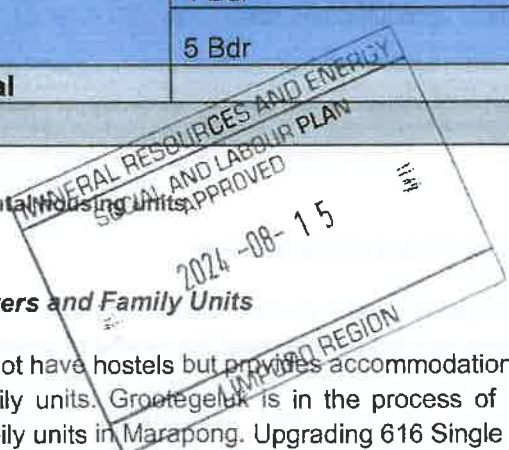 5 Bdr
al
MINERAL RESOURCES AND ENERGY
SOCIAL AND LABOUR PLAN
APPROVED
2024 -08- 15
LIMPOPO REGION
tal Housing units
ers and Family Units
ot have hostels but provides accommodation
ily units. Grootegeluk is in the process of
ily units in Marapong. Upgrading 616 Single